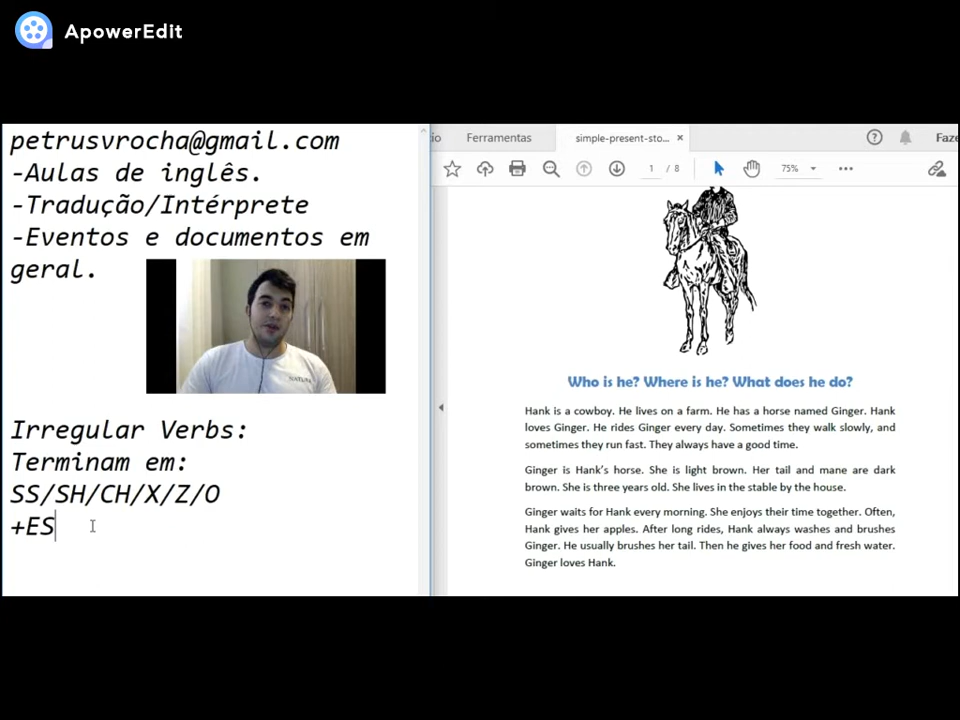 ApowerEdit
petrusvrocha@gmail.com
-Aulas de inglês.
-Tradução/Intérprete
-Eventos e documentos em
geral.
NATURE
Irregular Verbs:
Terminam em:
SS/SH/CH/X/Z/O
+ES
io
Ferramentas
simple-present-sto... ×
Faze
1 / 8
75%
Who is he? Where is he? What does he do?
Hank is a cowboy. He lives on a farm. He has a horse named Ginger. Hank
loves Ginger. He rides Ginger every day. Sometimes they walk slowly, and
sometimes they run fast. They always have a good time.
Ginger is Hank's horse. She is light brown. Her tail and mane are dark
brown. She is three years old. She lives in the stable by the house.
Ginger waits for Hank every morning. She enjoys their time together. Often,
Hank gives her apples. After long rides, Hank always washes and brushes
Ginger. He usually brushes her tail. Then he gives her food and fresh water.
Ginger loves Hank.